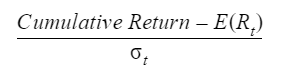 Cumulative Return – E(Rₜ)
σₜ